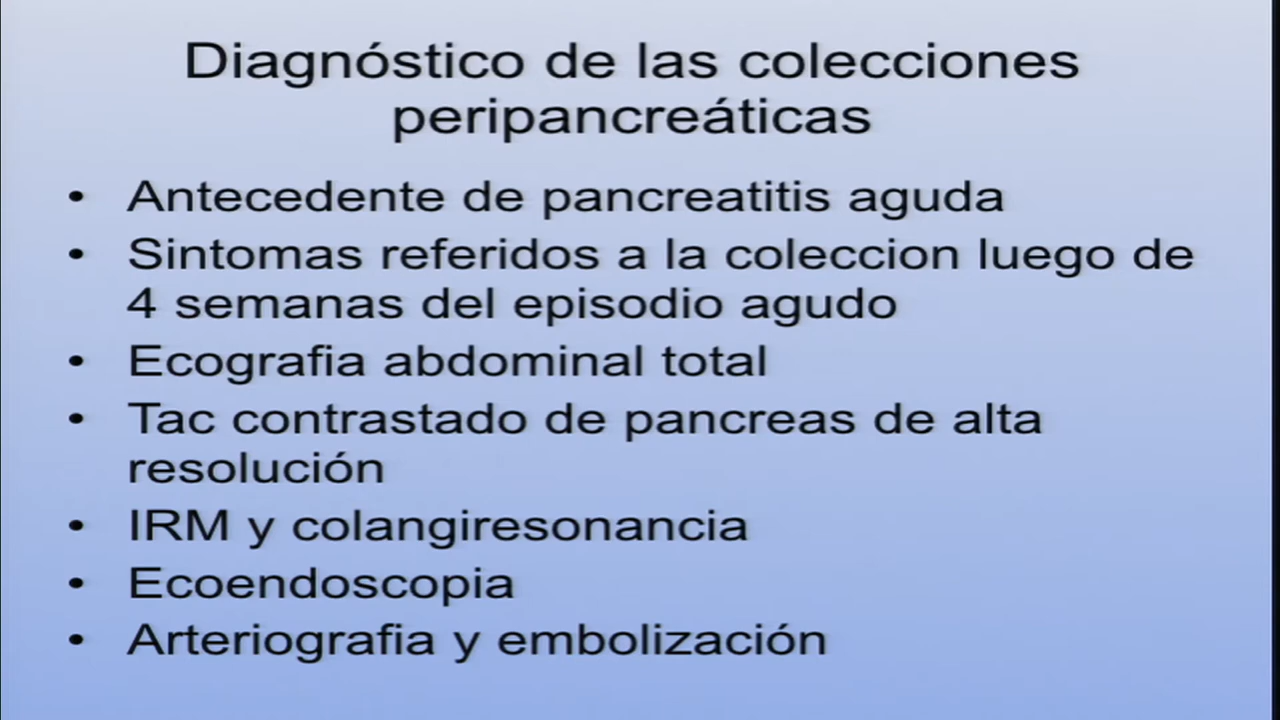 Diagnóstico de las colecciones
peripancreáticas
• Antecedente de pancreatitis aguda
• Sintomas referidos a la coleccion luego de
4 semanas del episodio agudo
• Ecografia abdominal total
• Tac contrastado de pancreas de alta
resolución
• IRM y colangiresonancia
• Ecoendoscopia
• Arteriografia y embolización